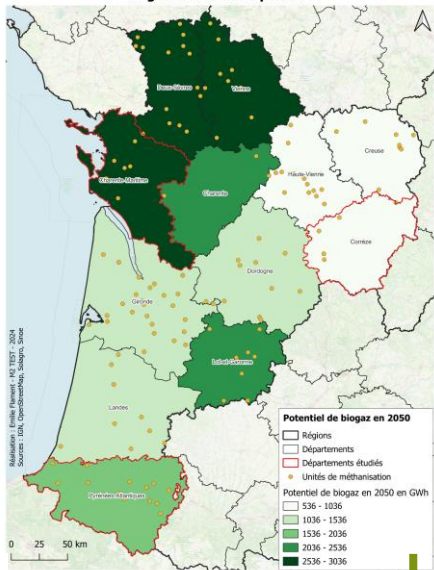 Deux-Sèvres
Vienne
Charente-Maritime
Charente
Haute-Vienne
Creuse
Corrèze
Dordogne
Gironde
Lot-et-Garonne
Landes
Pyrénées-Atlantiques
Réalisation : Emilie Flament - M2 TEST - 2024
Sources : IGN, OpenStreetMap, Solagro, Sinoe
0 25 50 km
Potentiel de biogaz en 2050
Régions
Départements
Départements étudiés
Unités de méthanisation
Potentiel de biogaz en 2050 en GWh
536 - 1036
1036 - 1536
1536 - 2036
2036 - 2536
2536 - 3036